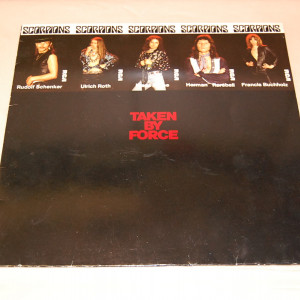 SCORPIONS SCORPIONS SCORPIONS SCORPIONS SCORPIONS
Rudolf Schenker Ulrich Roth Herman Rarebell Francis Buchholz
TAKEN
BY
FORCE